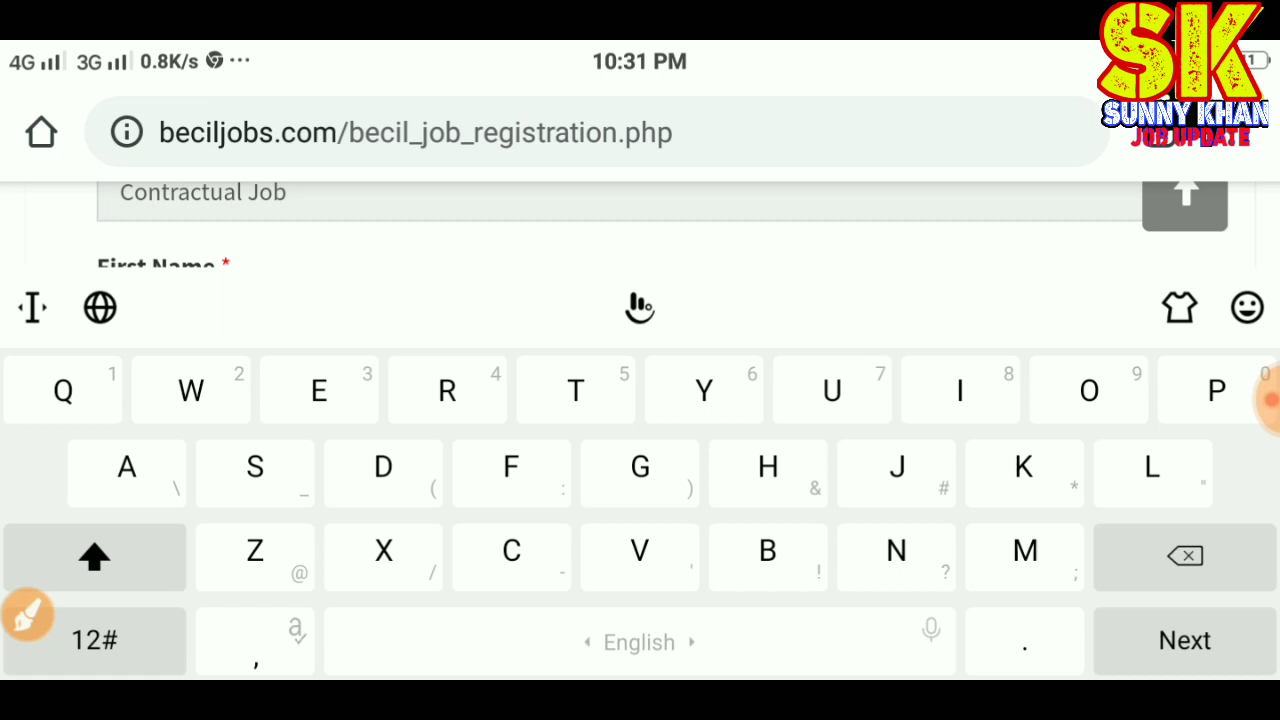 4G 3G 0.8K/s ... 10:31 PM
SK
SUNNY KHAN
JOB UPDATE
beciljobs.com/becil_job_registration.php
Contractual Job
First Name *
Q 1 W 2 E 3 R 4 T 5 Y 6 U 7 I 8 O 9 P 0
A \ S _ D ( F : G ) H & J # K * L "
Z @ X / C - V ' B ! N ? M ;
12# , a English . Next